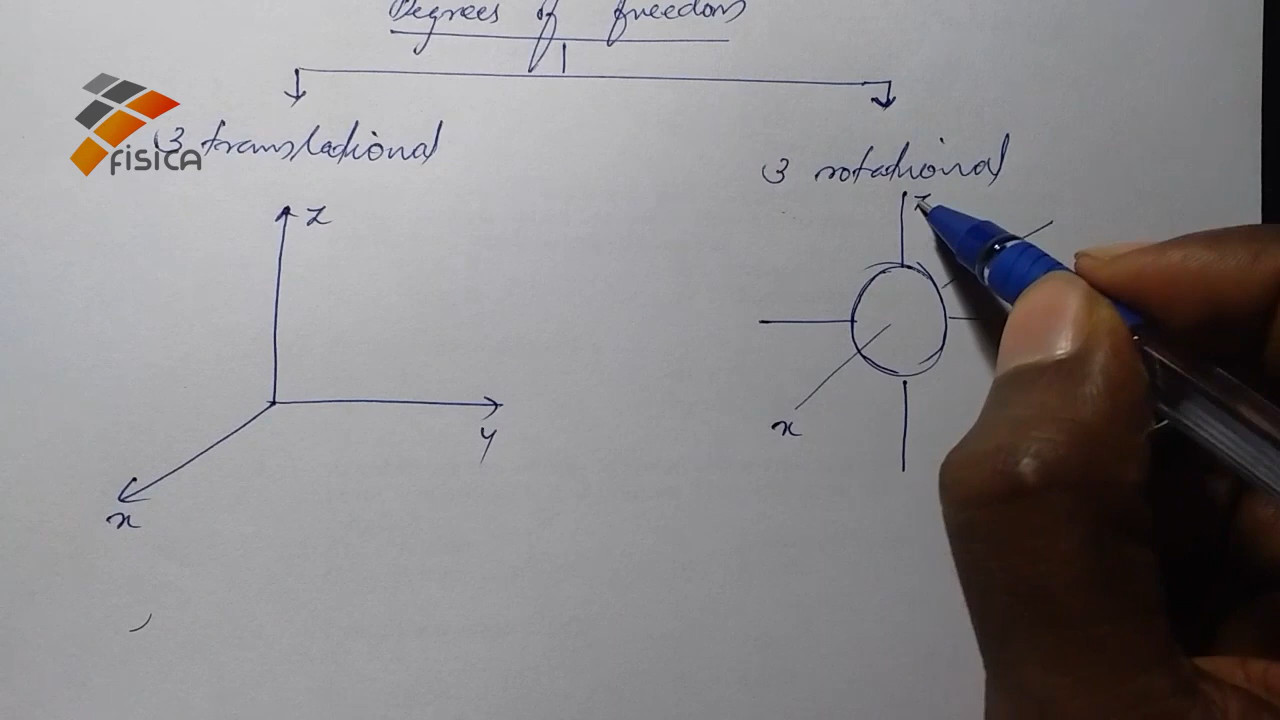 Degrees of freedom
3 translational
FISICA
3 rotational
z
z
x
y
x